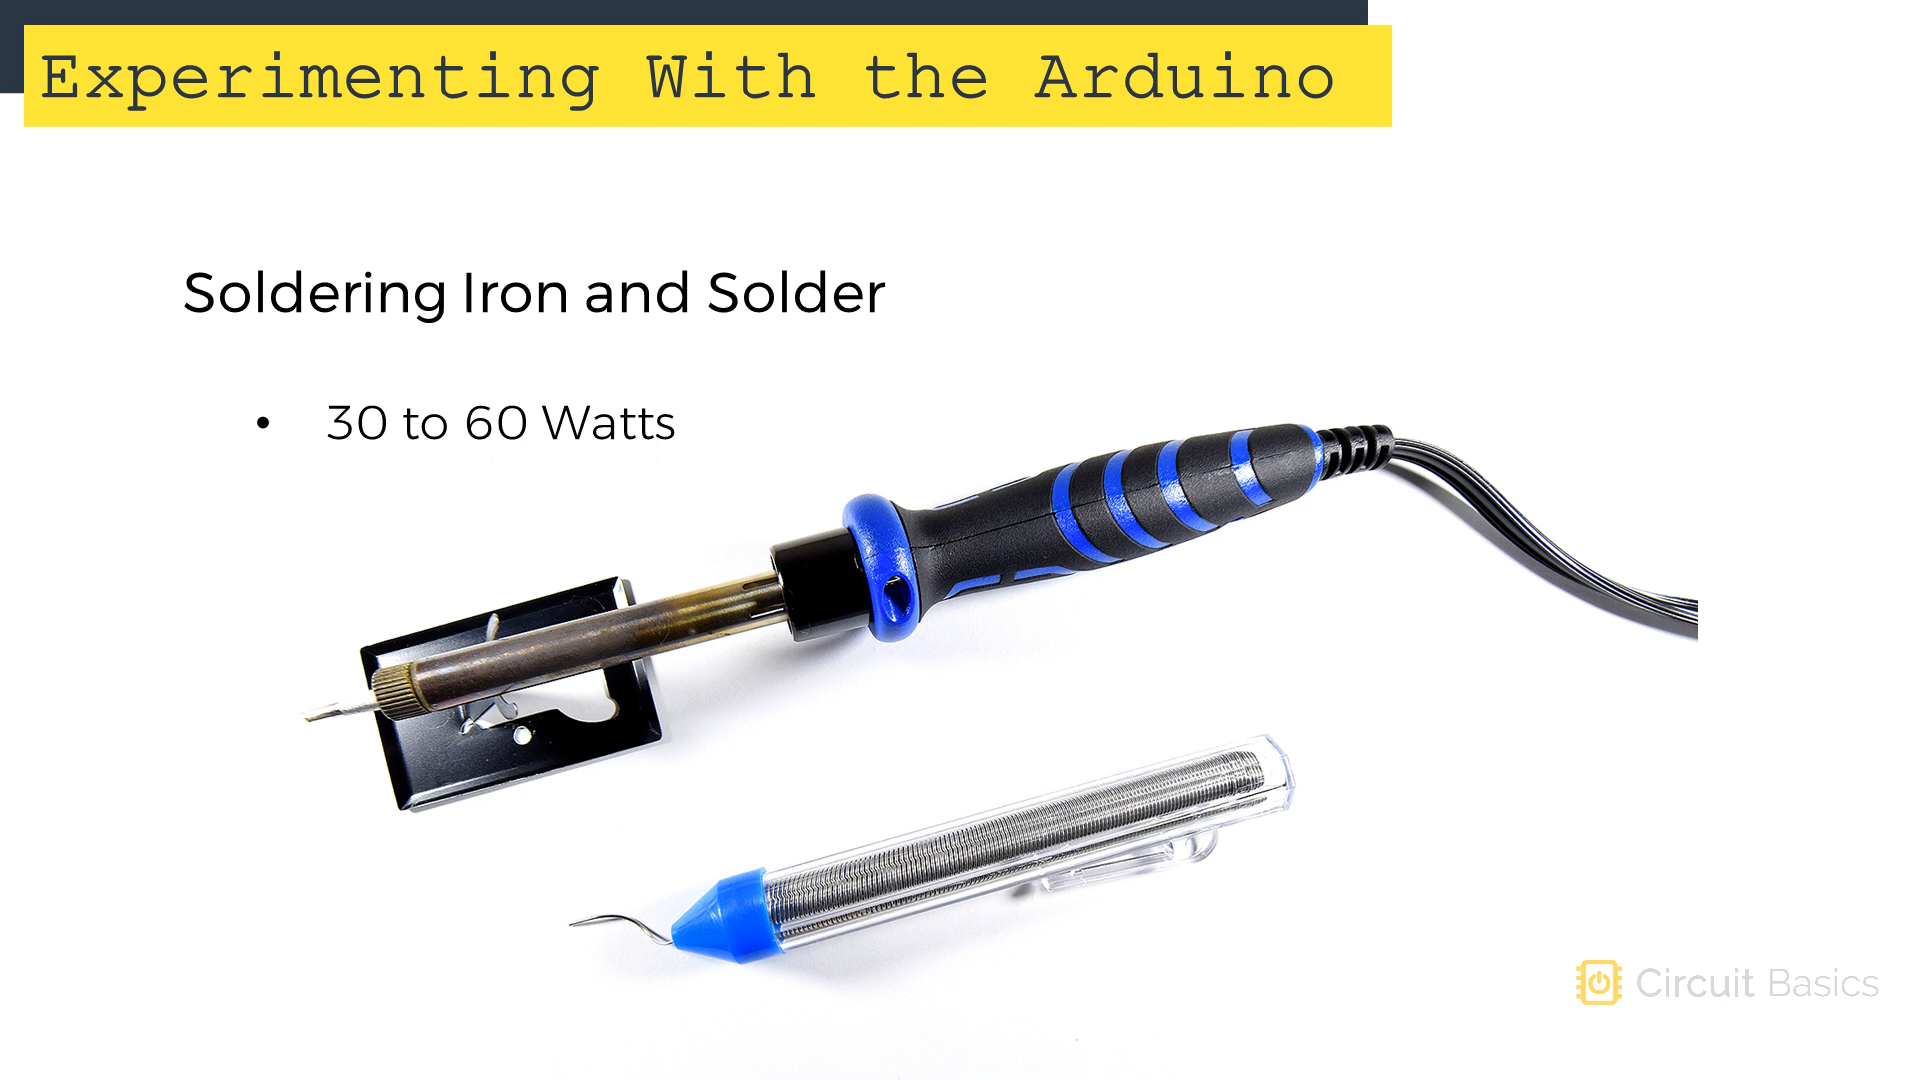 Experimenting With the Arduino
Soldering Iron and Solder
• 30 to 60 Watts
Circuit Basics